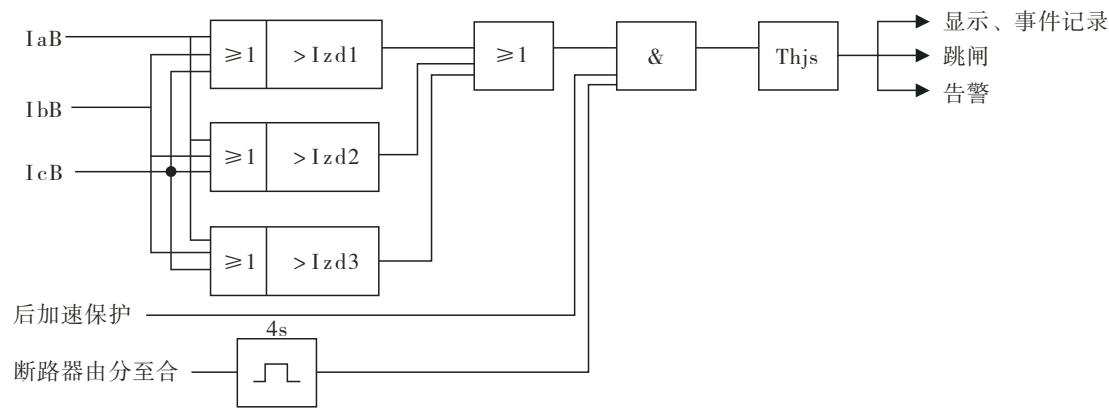 IaB
IbB
IcB
≥1 >Izd1
≥1 >Izd2
≥1 >Izd3
≥1
&
Thjs
显示、事件记录
跳闸
告警
后加速保护
4s
断路器由分至合